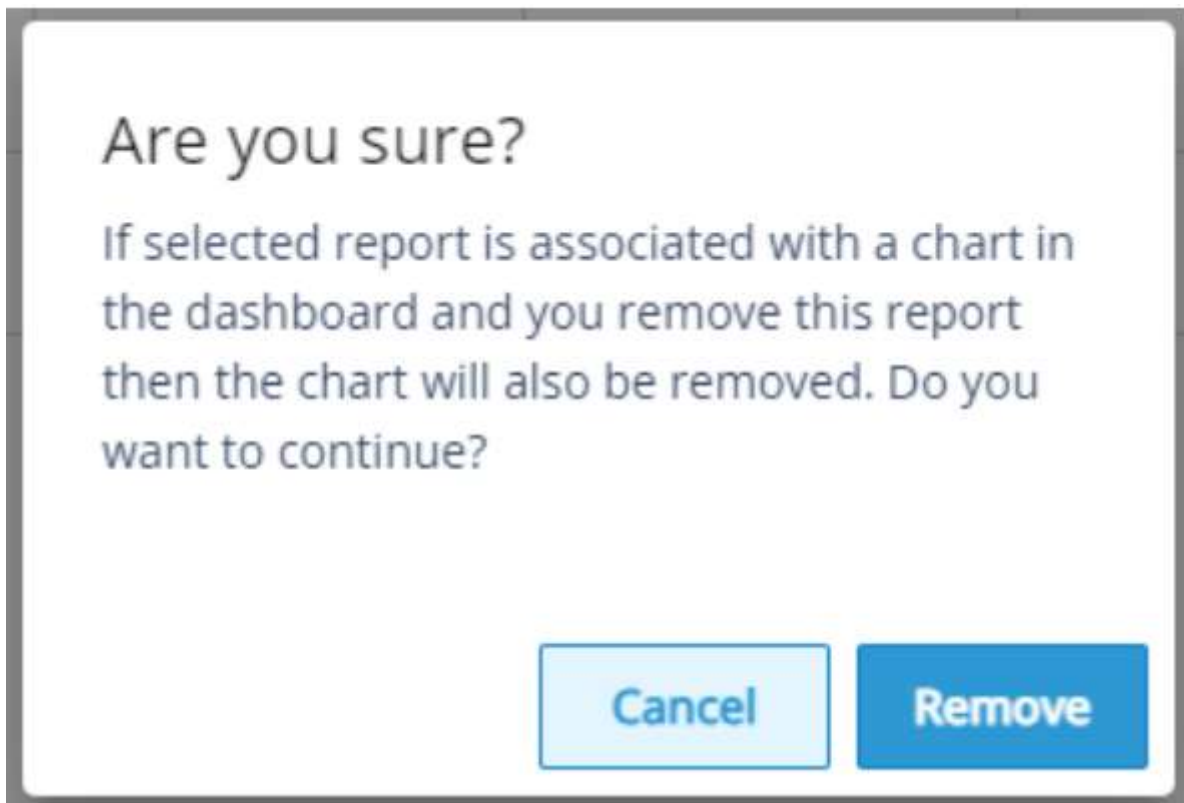 Are you sure?
If selected report is associated with a chart in
the dashboard and you remove this report
then the chart will also be removed. Do you
want to continue?
Cancel
Remove